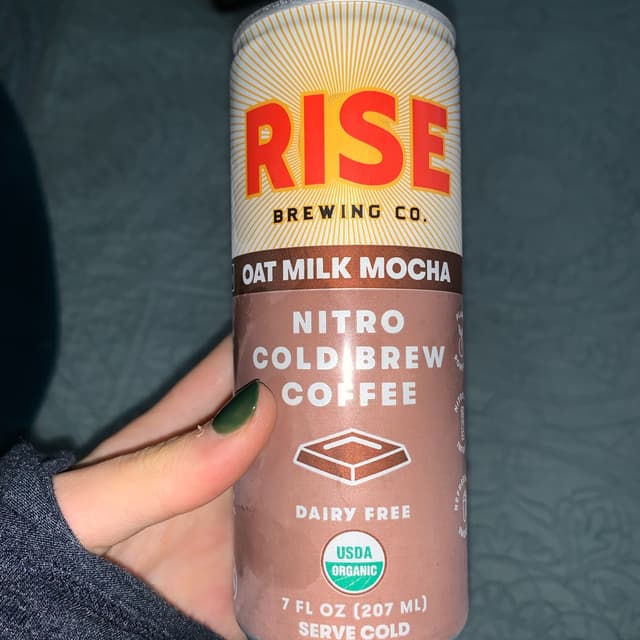 RISE
BREWING CO.
OAT MILK MOCHA
NITRO
COLD BREW
COFFEE
DAIRY FREE
USDA
ORGANIC
7 FL OZ (207 ML)
SERVE COLD